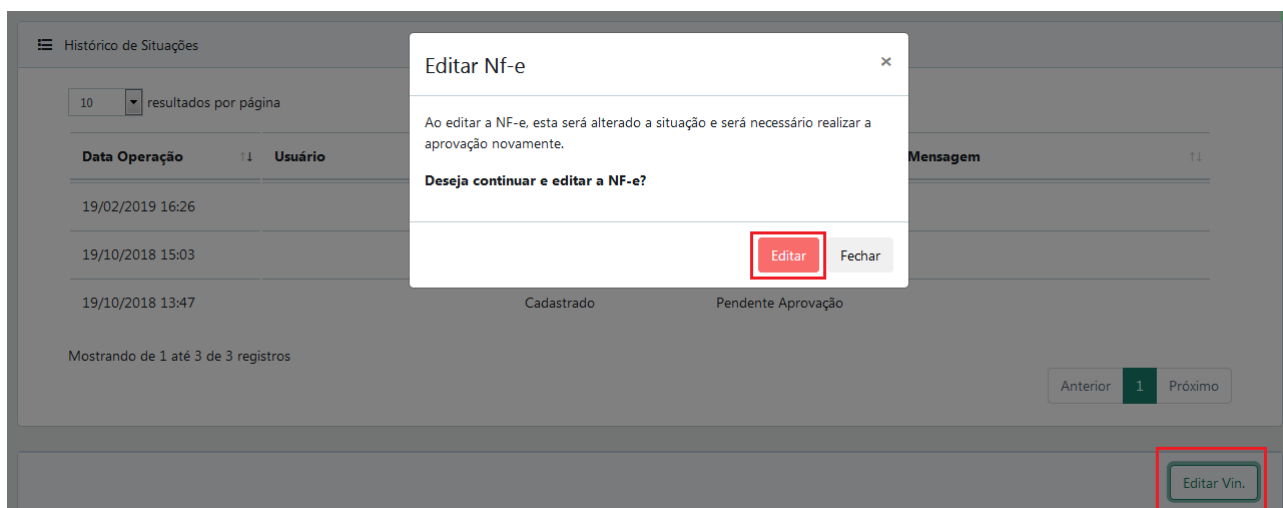 Histórico de Situações
Editar Nf-e ×
10 resultados por página
Ao editar a NF-e, esta será alterado a situação e será necessário realizar a
aprovação novamente.
Data Operação Usuário Mensagem
Deseja continuar e editar a NF-e?
19/02/2019 16:26
19/10/2018 15:03
Editar Fechar
19/10/2018 13:47 Cadastrado Pendente Aprovação
Mostrando de 1 até 3 de 3 registros
Anterior 1 Próximo
Editar Vin.